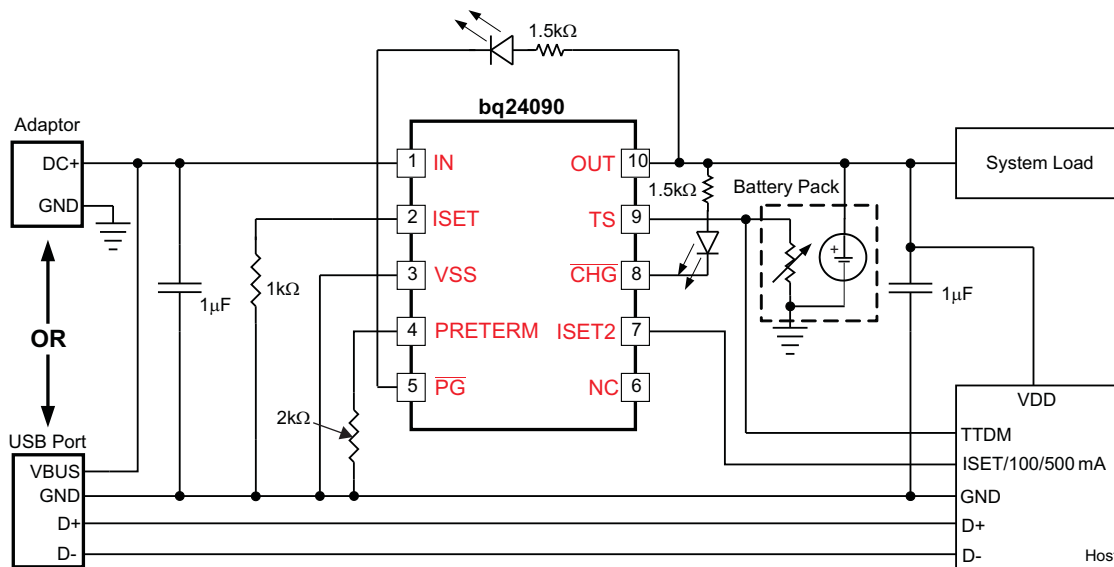 1.5kΩ
bq24090
Adaptor
DC+
GND
1 IN
OUT 10
System Load
1.5kΩ
Battery Pack
2 ISET
TS 9
+
3 VSS
CHG 8
1kΩ
1μF
1μF
OR
4 PRETERM
ISET2 7
5 PG
NC 6
VDD
2kΩ
USB Port
TTDM
VBUS
ISET/100/500 mA
GND
GND
D+
D+
D-
D-
Host